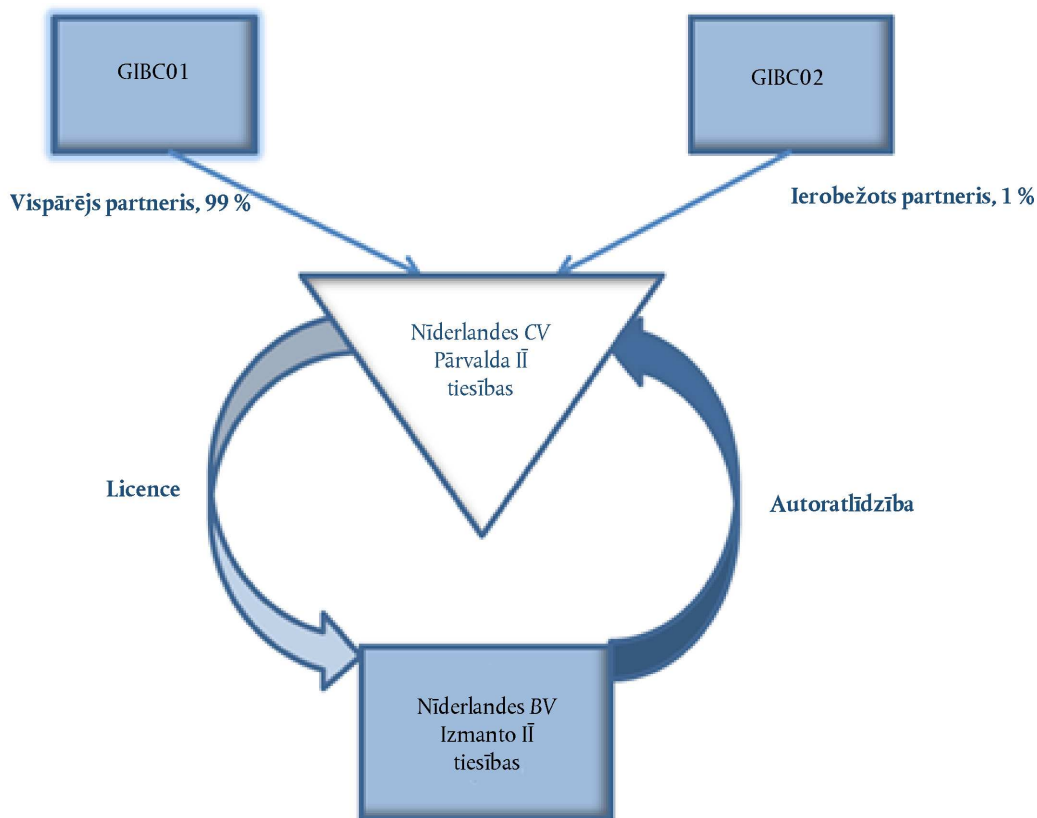 GIBC01
GIBC02
Vispārējs partneris, 99 %
Ierobežots partneris, 1 %
Nīderlandes CV
Pārvalda IĪ
tiesības
Licence
Autoratlīdzība
Nīderlandes BV
Izmanto IĪ
tiesības